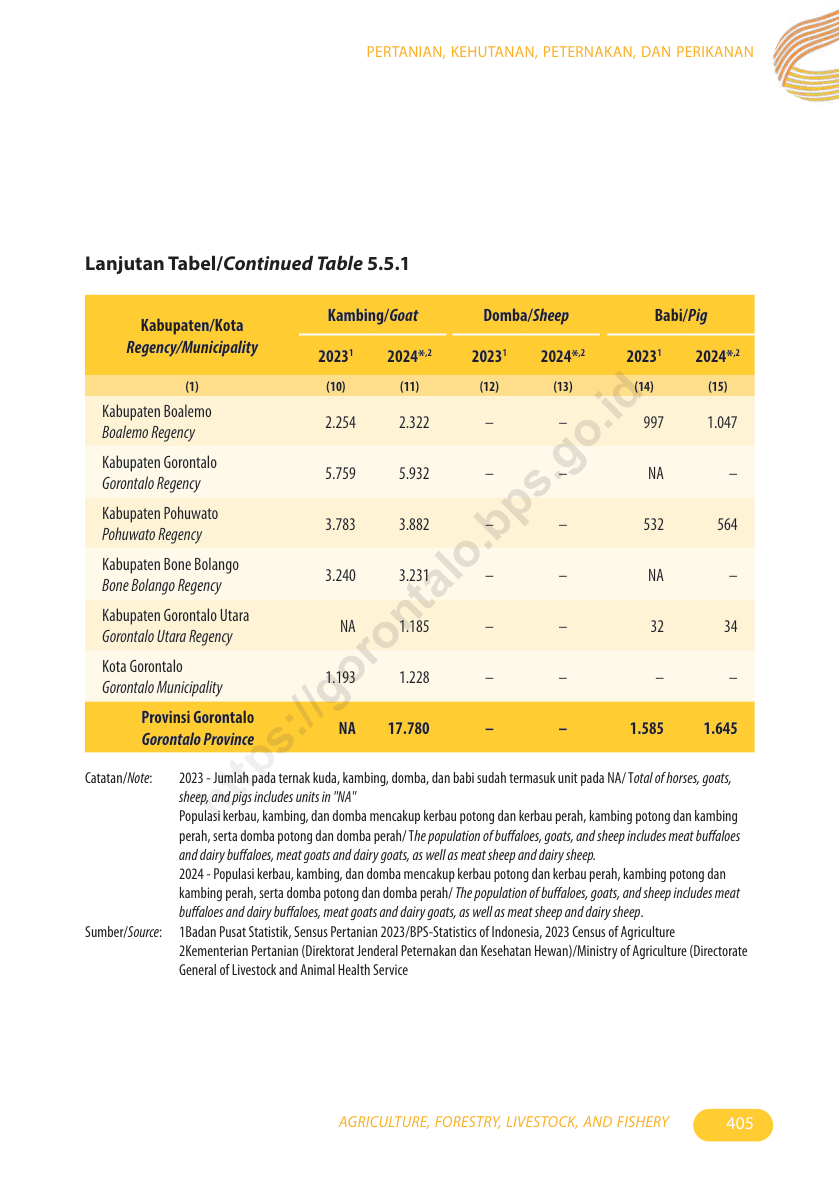 PERTANIAN, KEHUTANAN, PETERNAKAN, DAN PERIKANAN
Lanjutan Tabel/Continued Table 5.5.1
Kabupaten/Kota
Regency/Municipality
Kambing/Goat Domba/Sheep Babi/Pig
2023¹ 2024*,² 2023¹ 2024*,² 2023¹ 2024*,²
(1) (10) (11) (12) (13) (14) (15)
Kabupaten Boalemo
Boalemo Regency
2.254 2.322 – – 997 1.047
Kabupaten Gorontalo
Gorontalo Regency
5.759 5.932 – – NA –
Kabupaten Pohuwato
Pohuwato Regency
3.783 3.882 – – 532 564
Kabupaten Bone Bolango
Bone Bolango Regency
3.240 3.231 – – NA –
Kabupaten Gorontalo Utara
Gorontalo Utara Regency
NA 1.185 – – 32 34
Kota Gorontalo
Gorontalo Municipality
1.193 1.228 – – – –
Provinsi Gorontalo
Gorontalo Province
NA 17.780 – – 1.585 1.645
Catatan/Note: 2023 - Jumlah pada ternak kuda, kambing, domba, dan babi sudah termasuk unit pada NA/ Total of horses, goats,
sheep, and pigs includes units in "NA"
Populasi kerbau, kambing, dan domba mencakup kerbau potong dan kerbau perah, kambing potong dan kambing
perah, serta domba potong dan domba perah/ The population of buffaloes, goats, and sheep includes meat buffaloes
and dairy buffaloes, meat goats and dairy goats, as well as meat sheep and dairy sheep.
2024 - Populasi kerbau, kambing, dan domba mencakup kerbau potong dan kerbau perah, kambing potong dan
kambing perah, serta domba potong dan domba perah/ The population of buffaloes, goats, and sheep includes meat
buffaloes and dairy buffaloes, meat goats and dairy goats, as well as meat sheep and dairy sheep.
Sumber/Source: 1Badan Pusat Statistik, Sensus Pertanian 2023/BPS-Statistics of Indonesia, 2023 Census of Agriculture
2Kementerian Pertanian (Direktorat Jenderal Peternakan dan Kesehatan Hewan)/Ministry of Agriculture (Directorate
General of Livestock and Animal Health Service
https://gorontalo.bps.go.id
AGRICULTURE, FORESTRY, LIVESTOCK, AND FISHERY 405